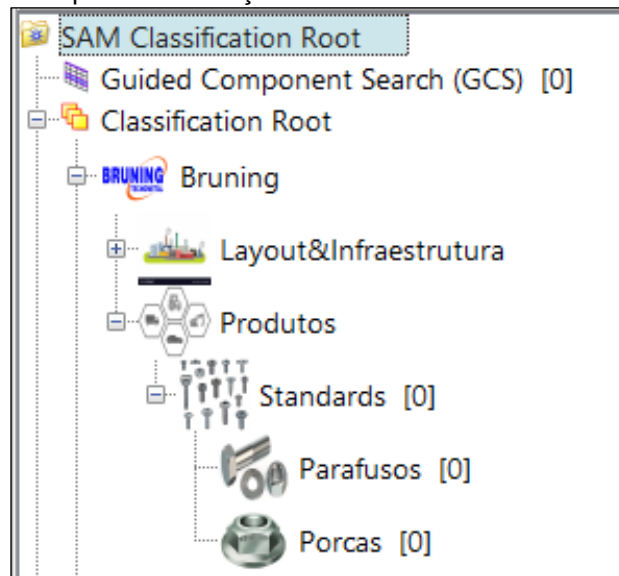 SAM Classification Root
Guided Component Search (GCS) [0]
Classification Root
BRUNING Bruning
Layout&Infraestrutura
Produtos
Standards [0]
Parafusos [0]
Porcas [0]